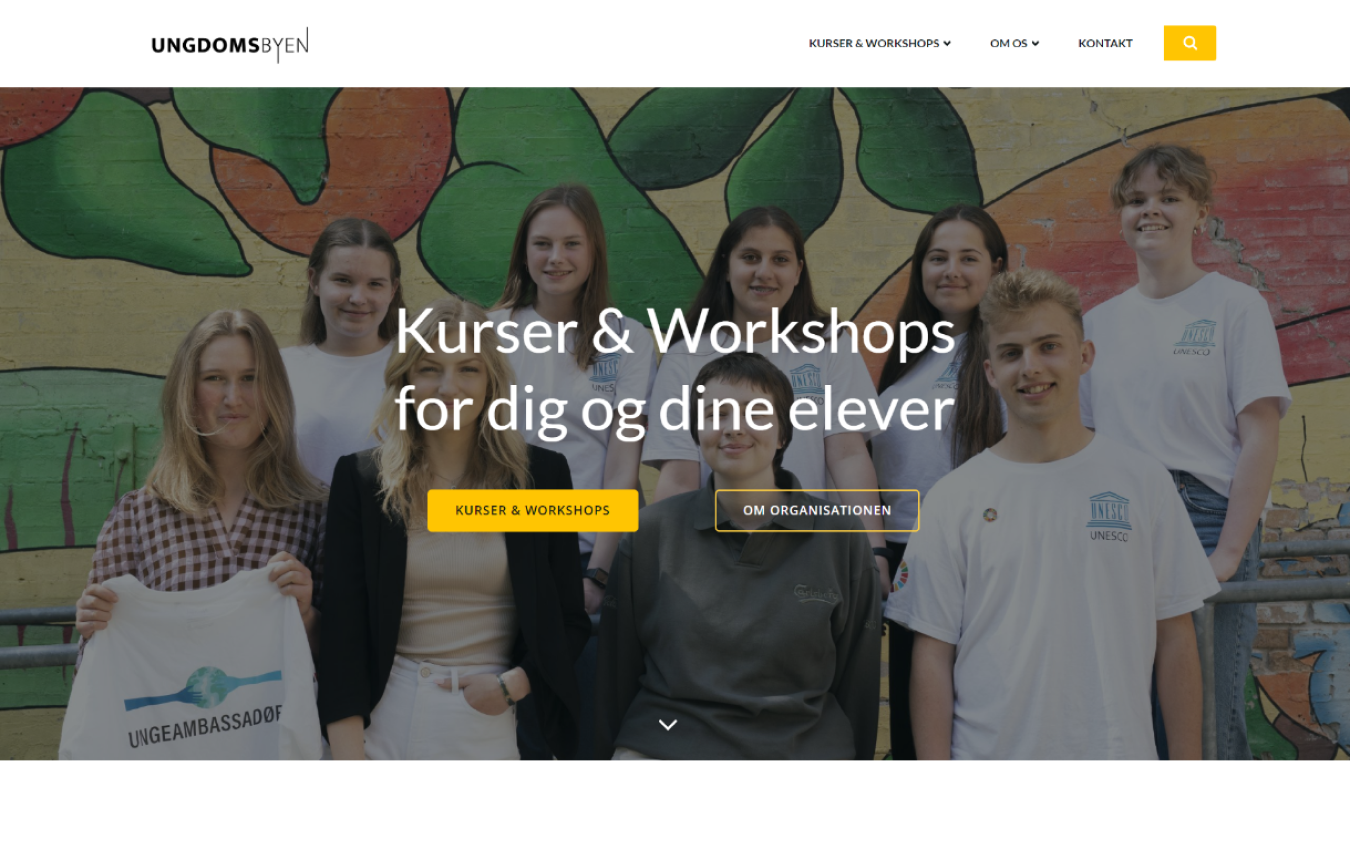 UNGDOMSBYEN
KURSER & WORKSHOPS
OM OS
KONTAKT
Kurser & Workshops
for dig og dine elever
KURSER & WORKSHOPS
OM ORGANISATIONEN
UNESCO
UNESCO
UNESCO
UNESCO
UNGEAMBASSADØR